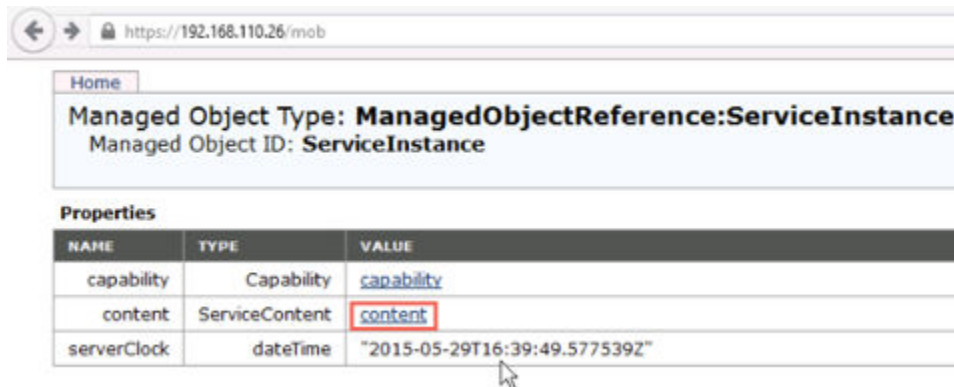 https://192.168.110.26/mob
Home
Managed Object Type: ManagedObjectReference:ServiceInstance
Managed Object ID: ServiceInstance
Properties
NAME TYPE VALUE
capability Capability capability
content ServiceContent content
serverClock dateTime "2015-05-29T16:39:49.577539Z"